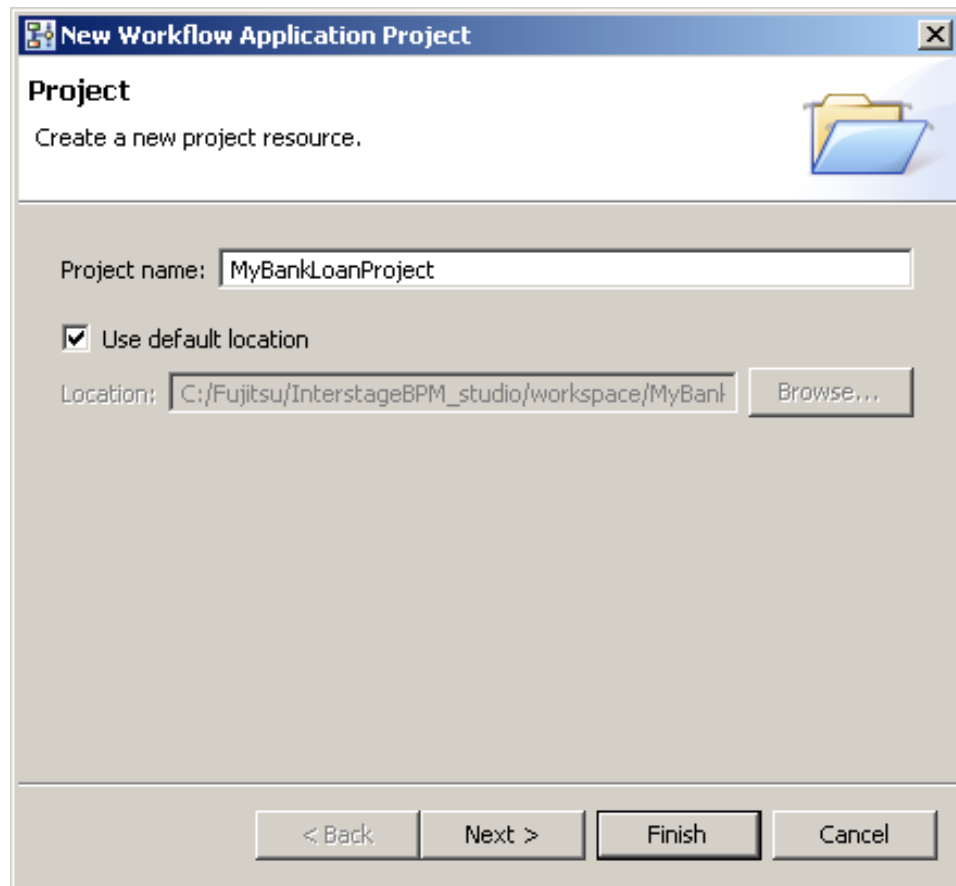 New Workflow Application Project
Project
Create a new project resource.
Project name: MyBankLoanProject
Use default location
Location: C:/Fujitsu/InterstageBPM_studio/workspace/MyBank Browse...
< Back Next > Finish Cancel